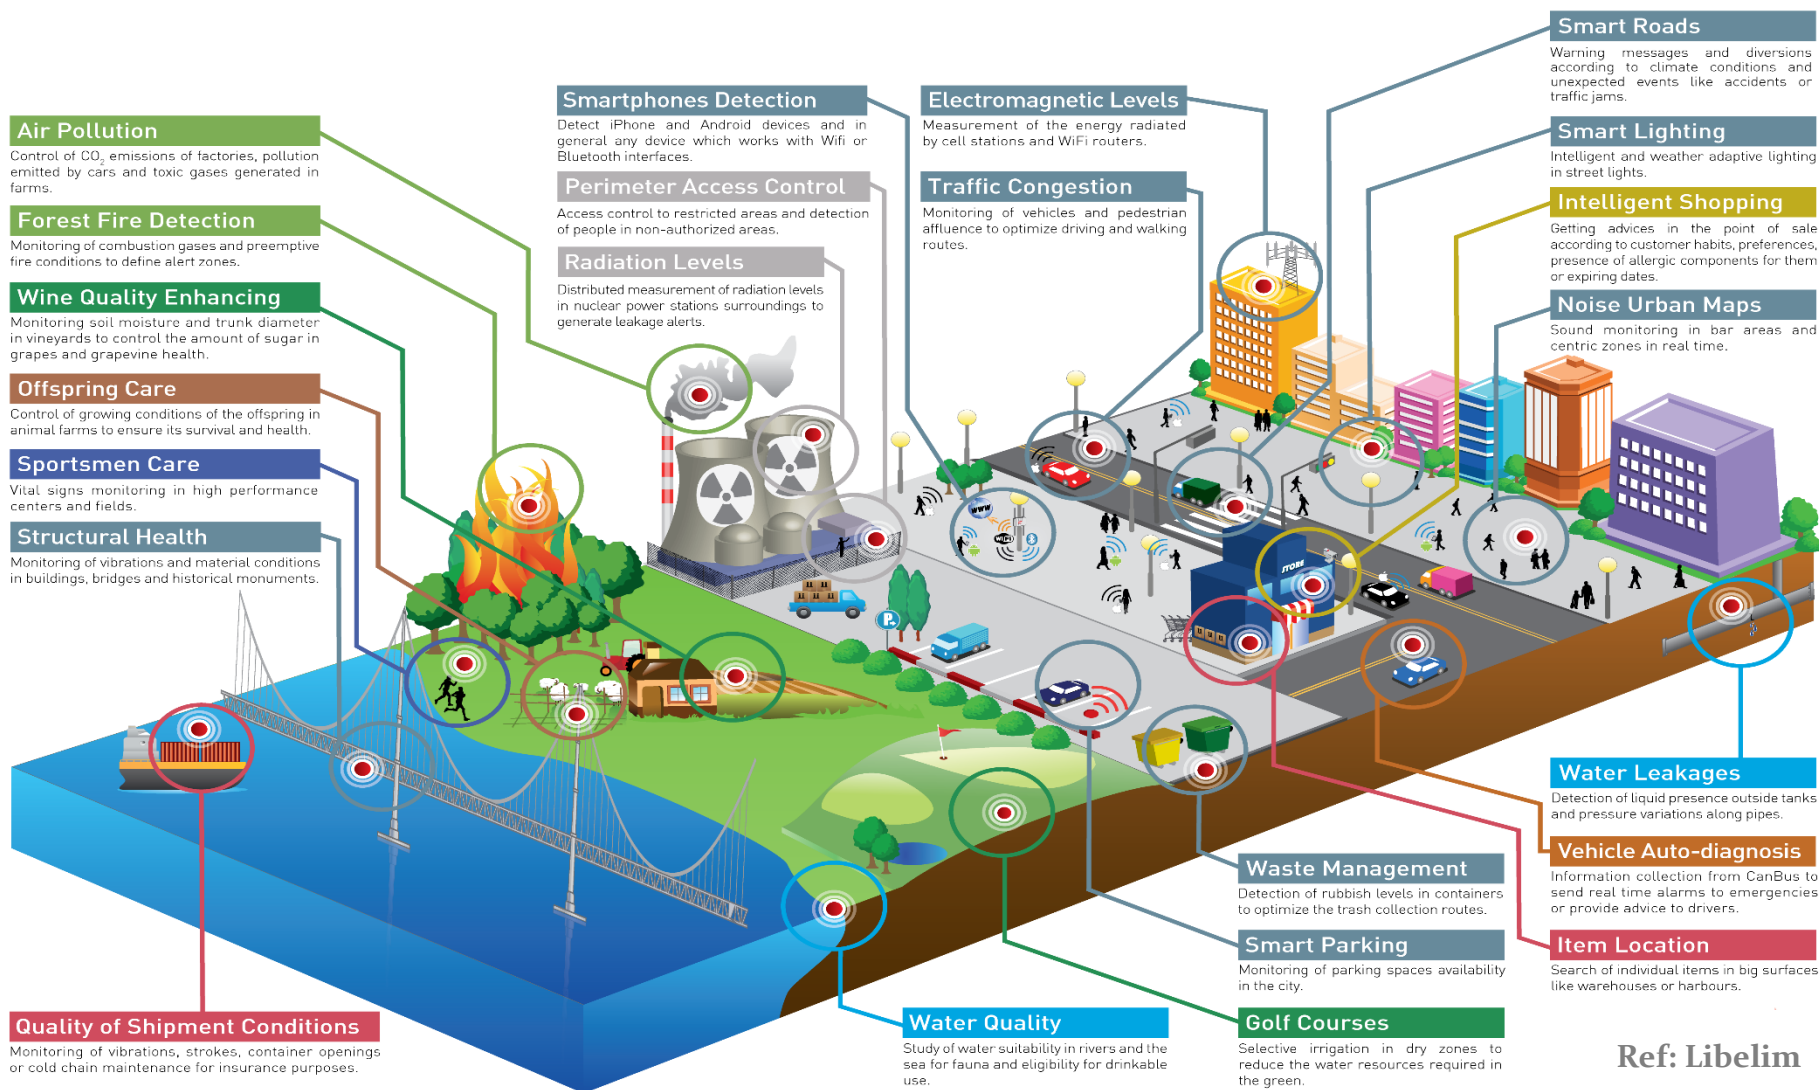 Air Pollution
Control of CO2 emissions of factories, pollution
emitted by cars and toxic gases generated in
farms.
Forest Fire Detection
Monitoring of combustion gases and preemptive
fire conditions to define alert zones.
Wine Quality Enhancing
Monitoring soil moisture and trunk diameter
in vineyards to control the amount of sugar in
grapes and grapevine health.
Offspring Care
Control of growing conditions of the offspring in
animal farms to ensure its survival and health.
Sportsmen Care
Vital signs monitoring in high performance
centers and fields.
Structural Health
Monitoring of vibrations and material conditions
in buildings, bridges and historical monuments.
Quality of Shipment Conditions
Monitoring of vibrations, strokes, container openings
or cold chain maintenance for insurance purposes.
Smartphones Detection
Detect iPhone and Android devices and in
general any device which works with Wifi or
Bluetooth interfaces.
Perimeter Access Control
Access control to restricted areas and detection
of people in non-authorized areas.
Radiation Levels
Distributed measurement of radiation levels
in nuclear power stations surroundings to
generate leakage alerts.
Electromagnetic Levels
Measurement of the energy radiated
by cell stations and WiFi routers.
Traffic Congestion
Monitoring of vehicles and pedestrian
affluence to optimize driving and walking
routes.
Smart Roads
Warning messages and diversions
according to climate conditions and
unexpected events like accidents or
traffic jams.
Smart Lighting
Intelligent and weather adaptive lighting
in street lights.
Intelligent Shopping
Getting advices in the point of sale
according to customer habits, preferences,
presence of allergic components for them
or expiring dates.
Noise Urban Maps
Sound monitoring in bar areas and
centric zones in real time.
www
WiFi
STORE
P
Water Leakages
Detection of liquid presence outside tanks
and pressure variations along pipes.
Vehicle Auto-diagnosis
Information collection from CanBus to
send real time alarms to emergencies
or provide advice to drivers.
Item Location
Search of individual items in big surfaces
like warehouses or harbours.
Waste Management
Detection of rubbish levels in containers
to optimize the trash collection routes.
Smart Parking
Monitoring of parking spaces availability
in the city.
Golf Courses
Selective irrigation in dry zones to
reduce the water resources required in
the green.
Water Quality
Study of water suitability in rivers and the
sea for fauna and eligibility for drinkable
use.
Ref: Libelim